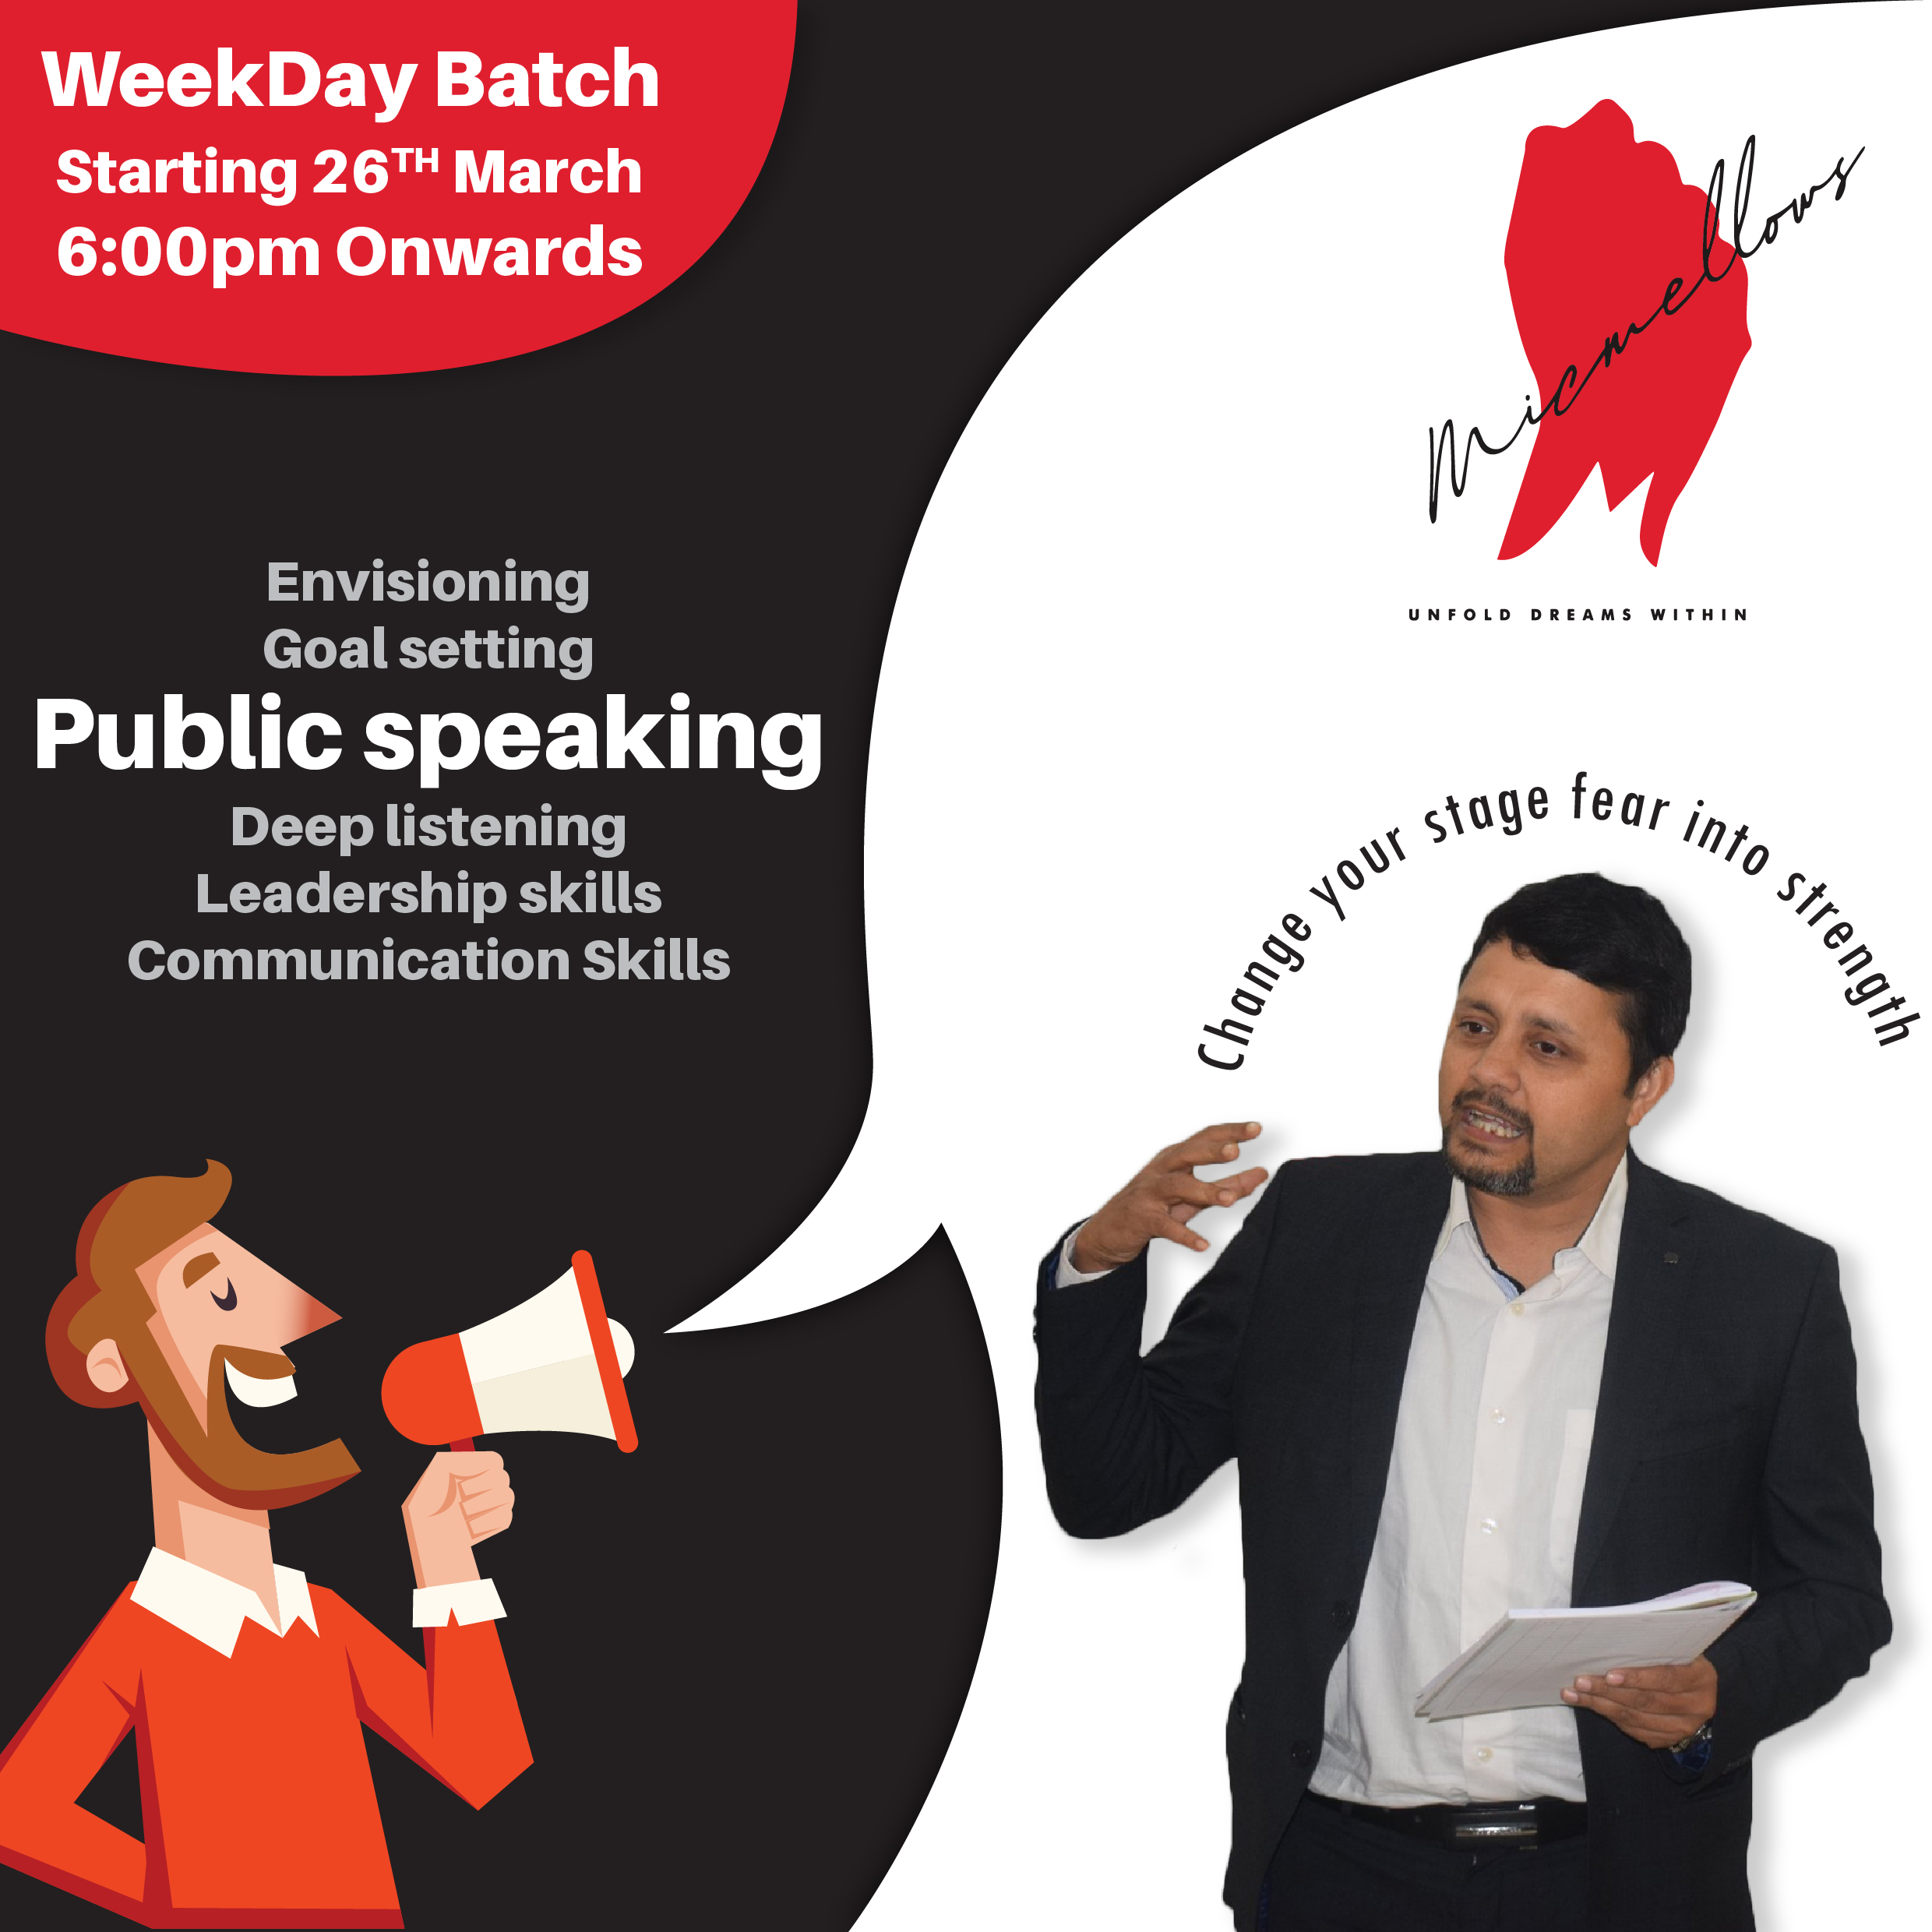 WeekDay Batch
Starting 26TH March
6:00pm Onwards
Micmellows
UNFOLD DREAMS WITHIN
Envisioning
Goal setting
Public speaking
Deep listening
Leadership skills
Communication Skills
Change your stage fear into strength